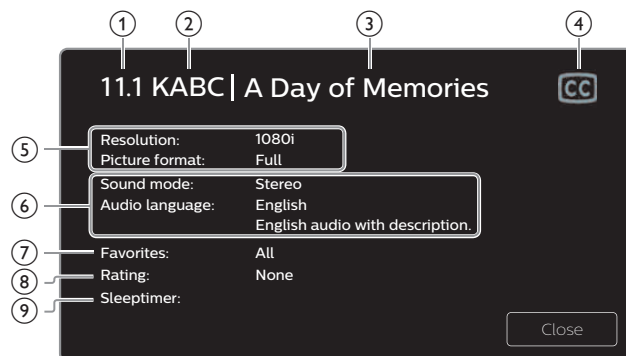 1 2 3 4
11.1 KABC | A Day of Memories CC
5 Resolution: 1080i
Picture format: Full
6 Sound mode: Stereo
Audio language: English
English audio with description.
7 Favorites: All
8 Rating: None
9 Sleeptimer:
Close